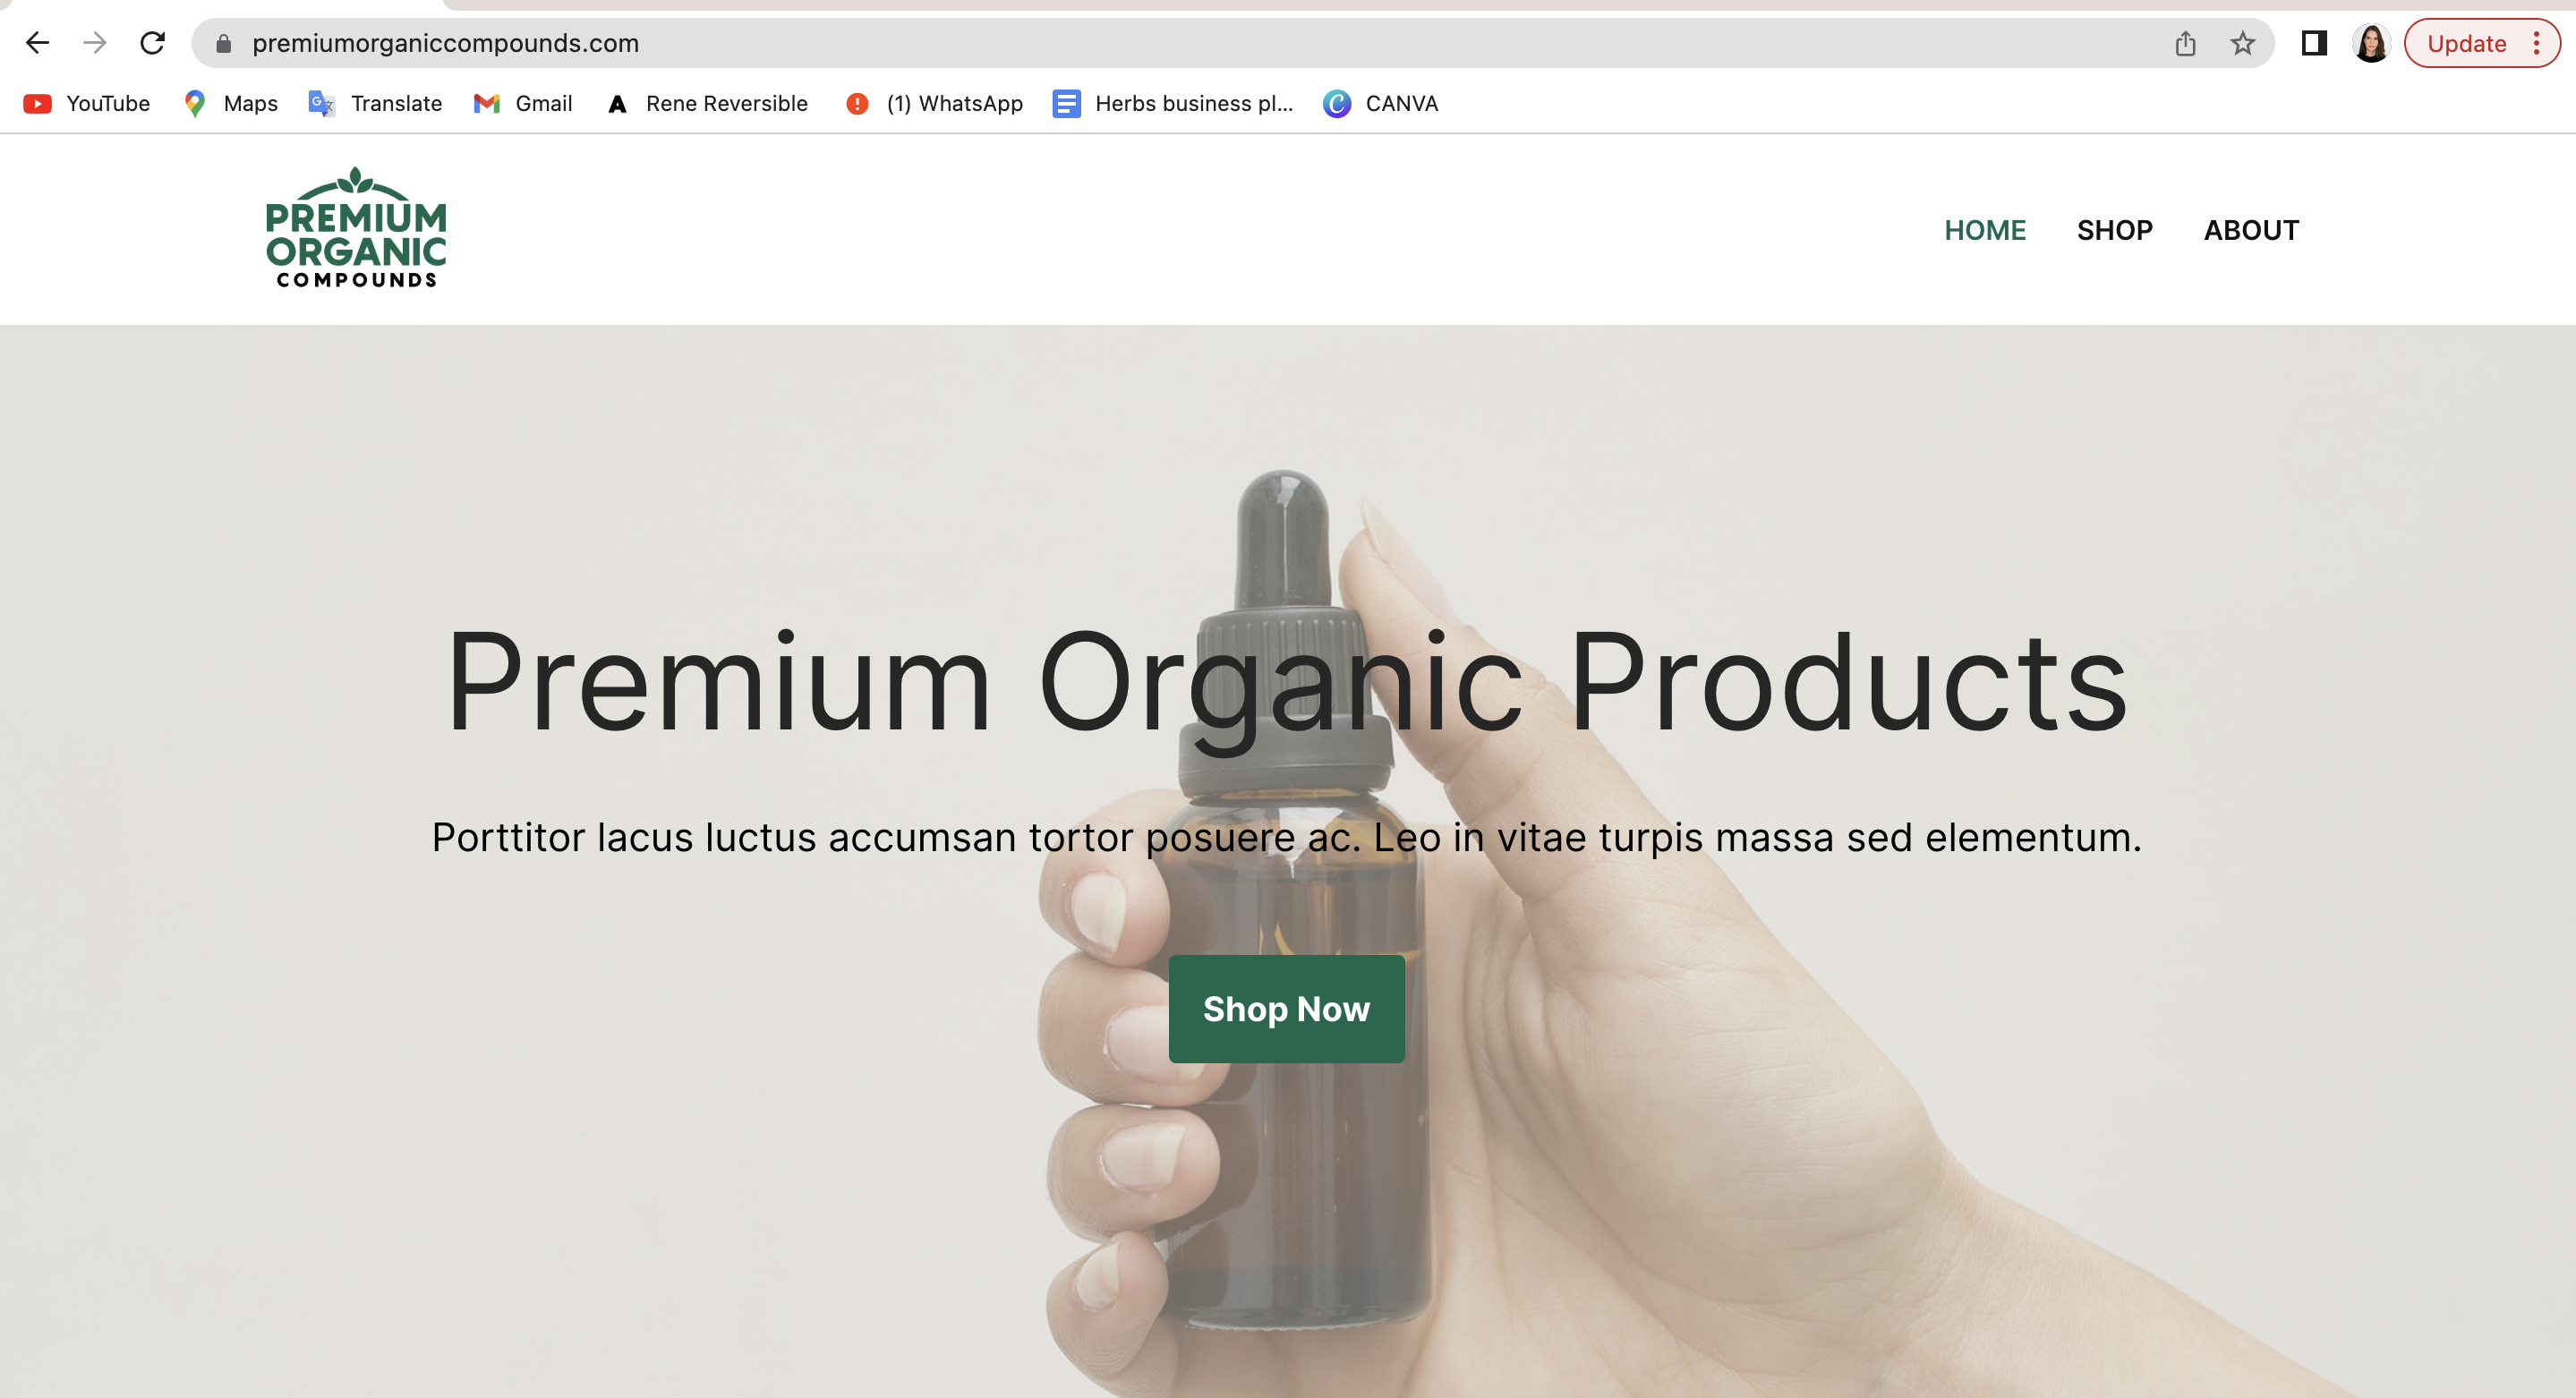 premiumorganiccompounds.com
Update
YouTube Maps Translate Gmail Rene Reversible (1) WhatsApp Herbs business pl... CANVA
PREMIUM
ORGANIC
COMPOUNDS
HOME SHOP ABOUT
Premium Organic Products
Porttitor lacus luctus accumsan tortor posuere ac. Leo in vitae turpis massa sed elementum.
Shop Now